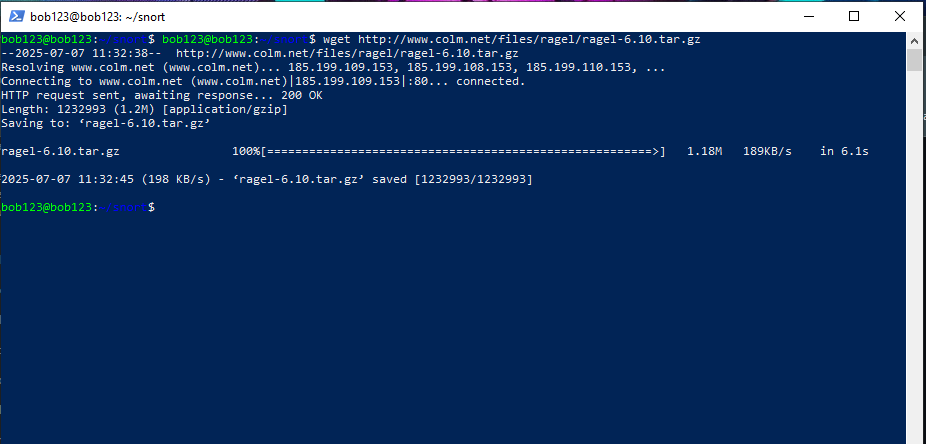 bob123@bob123: ~/snort
bob123@bob123:~/snort$ bob123@bob123:~/snort$ wget http://www.colm.net/files/ragel/ragel-6.10.tar.gz
--2025-07-07 11:32:38--  http://www.colm.net/files/ragel/ragel-6.10.tar.gz
Resolving www.colm.net (www.colm.net)... 185.199.109.153, 185.199.108.153, 185.199.110.153, ...
Connecting to www.colm.net (www.colm.net)|185.199.109.153|:80... connected.
HTTP request sent, awaiting response... 200 OK
Length: 1232993 (1.2M) [application/gzip]
Saving to: ‘ragel-6.10.tar.gz’
ragel-6.10.tar.gz 100%[=======================================================>] 1.18M 189KB/s in 6.1s
2025-07-07 11:32:45 (198 KB/s) - ‘ragel-6.10.tar.gz’ saved [1232993/1232993]
bob123@bob123:~/snort$